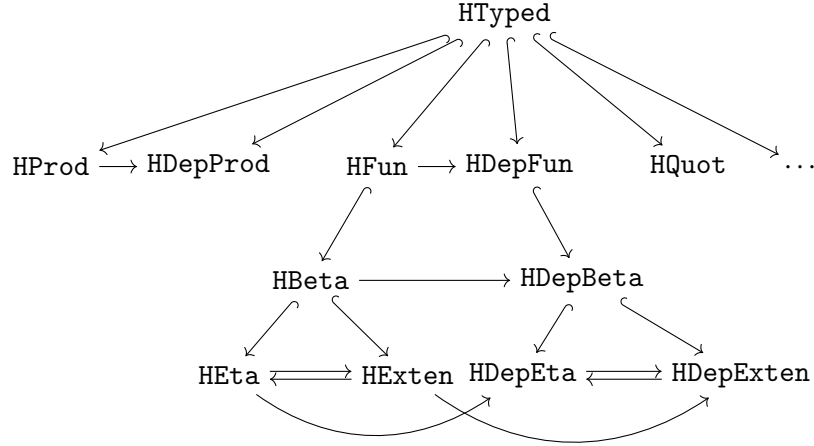 HTyped
HProd HDepProd HFun HDepFun HQuot ...
HBeta HDepBeta
HEta HExten HDepEta HDepExten